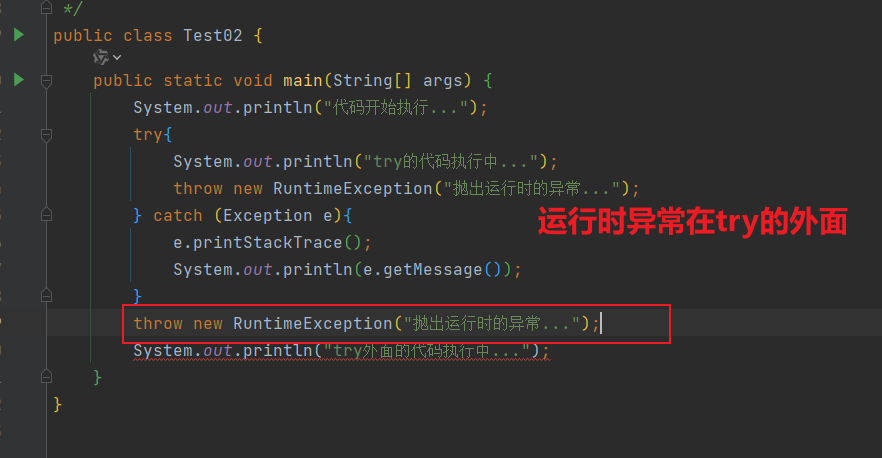 */
public class Test02 {
public static void main(String[] args) {
System.out.println("代码开始执行...");
try{
System.out.println("try的代码执行中...");
throw new RuntimeException("抛出运行时的异常...");
} catch (Exception e){
运行时异常在try的外面
e.printStackTrace();
System.out.println(e.getMessage());
}
throw new RuntimeException("抛出运行时的异常...");
System.out.println("try外面的代码执行中...");
}
}